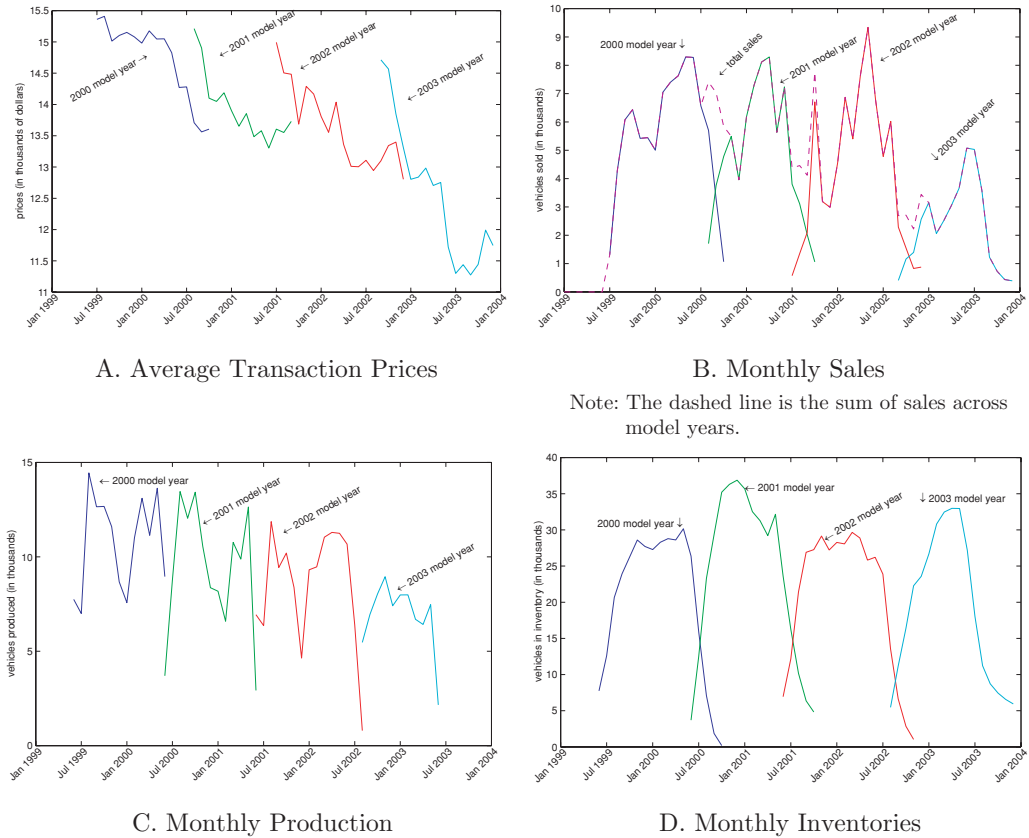 15.5
15
14.5
14
13.5
13
12.5
12
11.5
11
prices (in thousands of dollars)
2000 model year →
← 2001 model year
← 2002 model year
← 2003 model year
Jan 1999
Jul 1999
Jan 2000
Jul 2000
Jan 2001
Jul 2001
Jan 2002
Jul 2002
Jan 2003
Jul 2003
Jan 2004
A. Average Transaction Prices
10
9
8
7
6
5
4
3
2
1
0
vehicles sold (in thousands)
2000 model year ↓
← total sales
← 2001 model year
← 2002 model year
↓ 2003 model year
Jan 1999
Jul 1999
Jan 2000
Jul 2000
Jan 2001
Jul 2001
Jan 2002
Jul 2002
Jan 2003
Jul 2003
Jan 2004
B. Monthly Sales
Note: The dashed line is the sum of sales across
model years.
15
10
5
0
vehicles produced (in thousands)
← 2000 model year
← 2001 model year
← 2002 model year
← 2003 model year
Jan 1999
Jul 1999
Jan 2000
Jul 2000
Jan 2001
Jul 2001
Jan 2002
Jul 2002
Jan 2003
Jul 2003
Jan 2004
C. Monthly Production
40
35
30
25
20
15
10
5
0
vehicles in inventory (in thousands)
2000 model year ↓
← 2001 model year
← 2002 model year
↓ 2003 model year
Jan 1999
Jul 1999
Jan 2000
Jul 2000
Jan 2001
Jul 2001
Jan 2002
Jul 2002
Jan 2003
Jul 2003
Jan 2004
D. Monthly Inventories